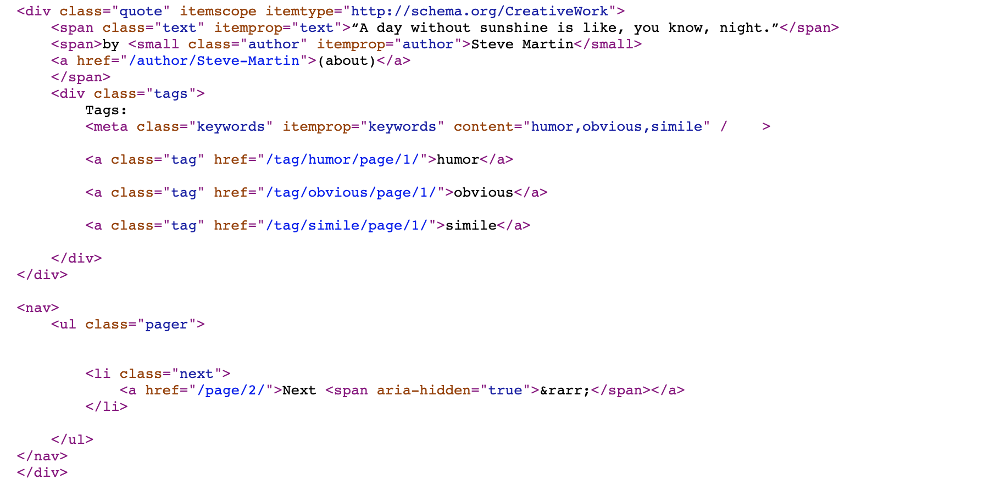 <div class="quote" itemscope itemtype="http://schema.org/CreativeWork">
<span class="text" itemprop="text">“A day without sunshine is like, you know, night.”</span>
<span>by <small class="author" itemprop="author">Steve Martin</small>
<a href="/author/Steve-Martin">(about)</a>
</span>
<div class="tags">
Tags:
<meta class="keywords" itemprop="keywords" content="humor,obvious,simile" /    >
<a class="tag" href="/tag/humor/page/1/">humor</a>
<a class="tag" href="/tag/obvious/page/1/">obvious</a>
<a class="tag" href="/tag/simile/page/1/">simile</a>
</div>
</div>
<nav>
<ul class="pager">
<li class="next">
<a href="/page/2/">Next <span aria-hidden="true">&rarr;</span></a>
</li>
</ul>
</nav>
</div>